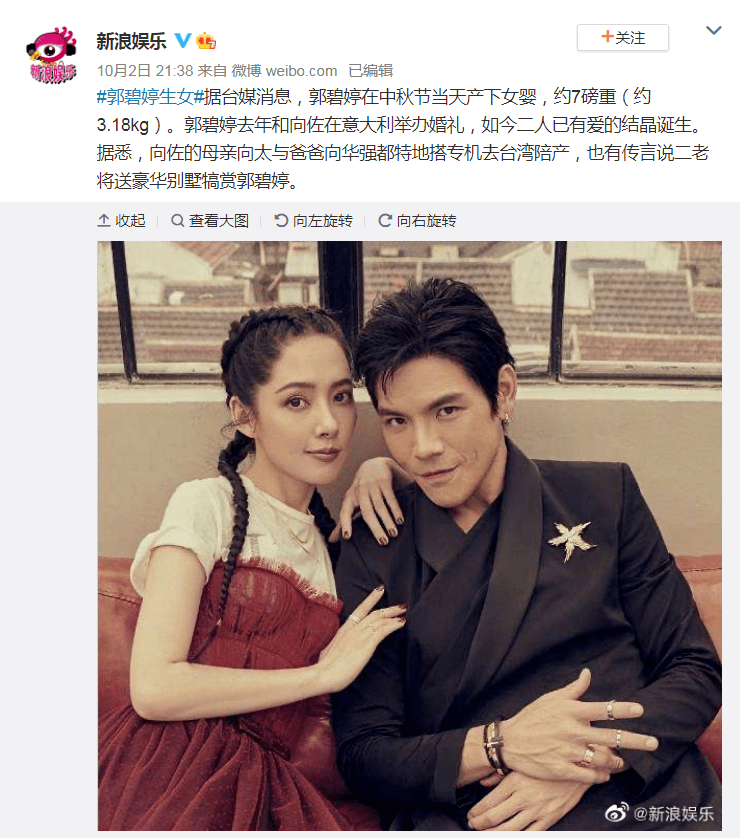 新浪娱乐
+关注
10月2日 21:38 来自 微博 weibo.com 已编辑
#郭碧婷生女#据台媒消息，郭碧婷在中秋节当天产下女婴，约7磅重（约
3.18kg）。郭碧婷去年和向佐在意大利举办婚礼，如今二人已有爱的结晶诞生。
据悉，向佐的母亲向太与爸爸向华强都特地搭专机去台湾陪产，也有传言说二老
将送豪华别墅犒赏郭碧婷。
收起 查看大图 向左旋转 向右旋转
@新浪娱乐
新浪娱乐